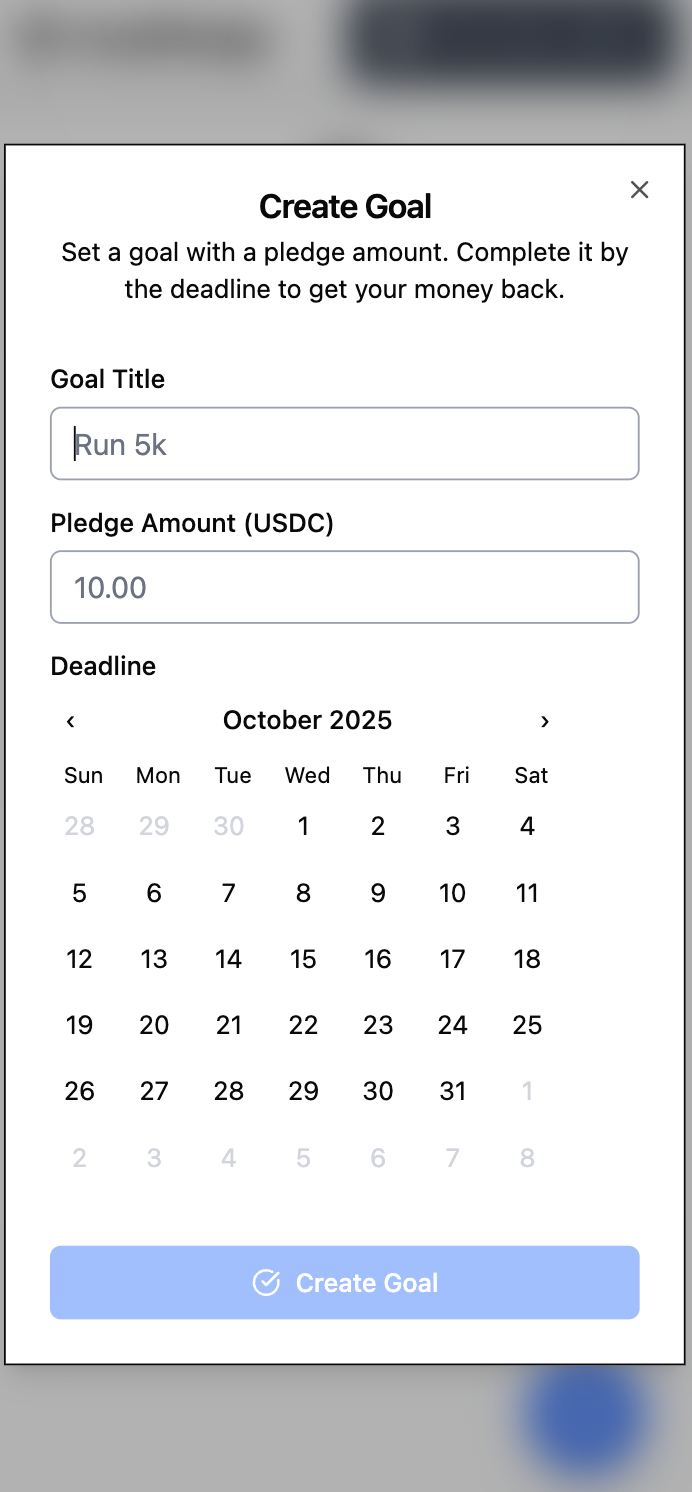 Create Goal
Set a goal with a pledge amount. Complete it by
the deadline to get your money back.
Goal Title
Run 5k
Pledge Amount (USDC)
10.00
Deadline
‹ October 2025 ›
Sun Mon Tue Wed Thu Fri Sat
28 29 30 1 2 3 4
5 6 7 8 9 10 11
12 13 14 15 16 17 18
19 20 21 22 23 24 25
26 27 28 29 30 31 1
2 3 4 5 6 7 8
Create Goal